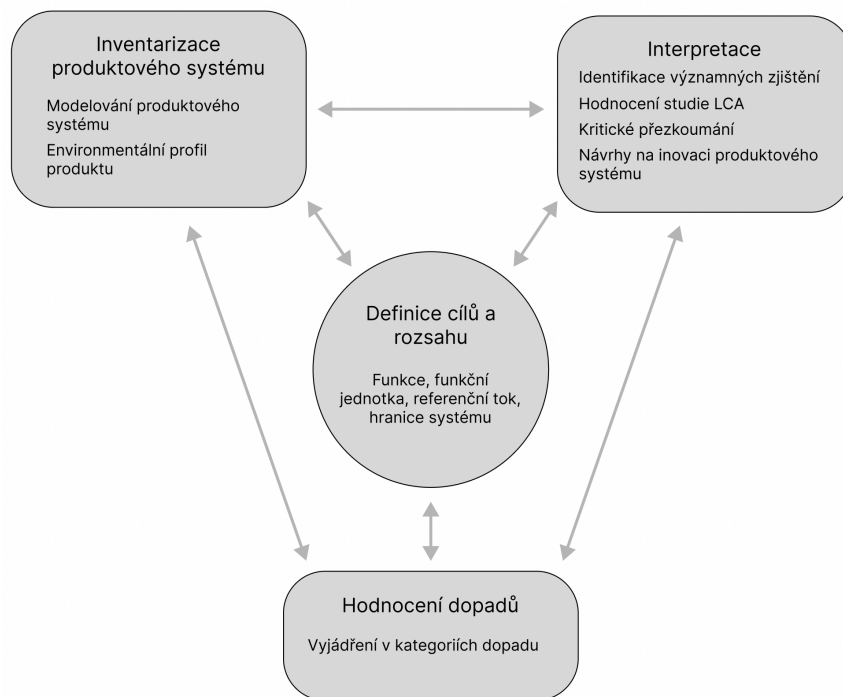 Inventarizace
produktového systému
Modelování produktového
systému
Environmentální profil
produktu
Interpretace
Identifikace významných zjištění
Hodnocení studie LCA
Kritické přezkoumání
Návrhy na inovaci produktového
systému
Definice cílů a
rozsahu
Funkce, funkční
jednotka, referenční tok,
hranice systému
Hodnocení dopadů
Vyjádření v kategoriích dopadu